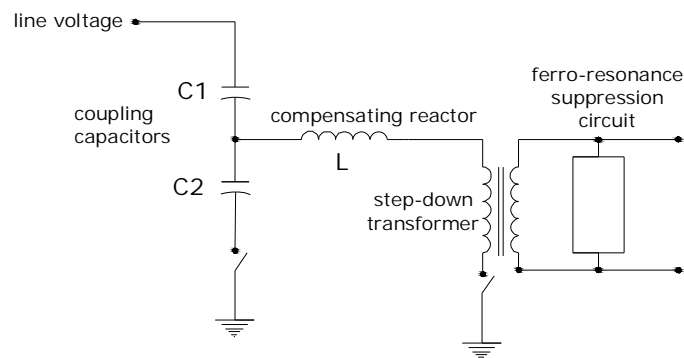 line voltage
C1
coupling
capacitors
C2
compensating reactor
L
step-down
transformer
ferro-resonance
suppression
circuit